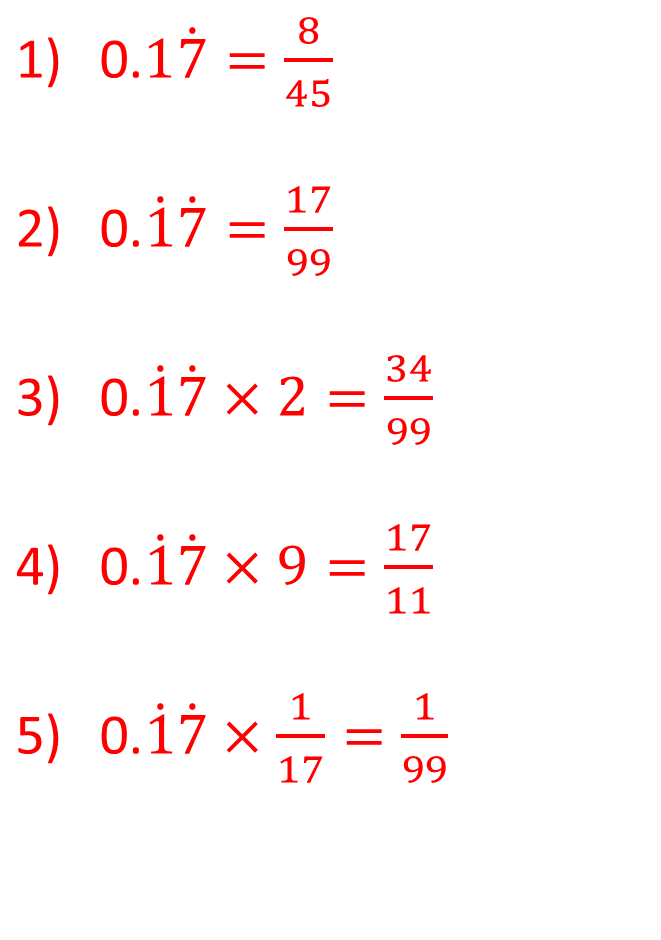 1) 0.17̇ = 8/45
2) 0.1̇7̇ = 17/99
3) 0.1̇7̇ × 2 = 34/99
4) 0.1̇7̇ × 9 = 17/11
5) 0.1̇7̇ × 1/17 = 1/99